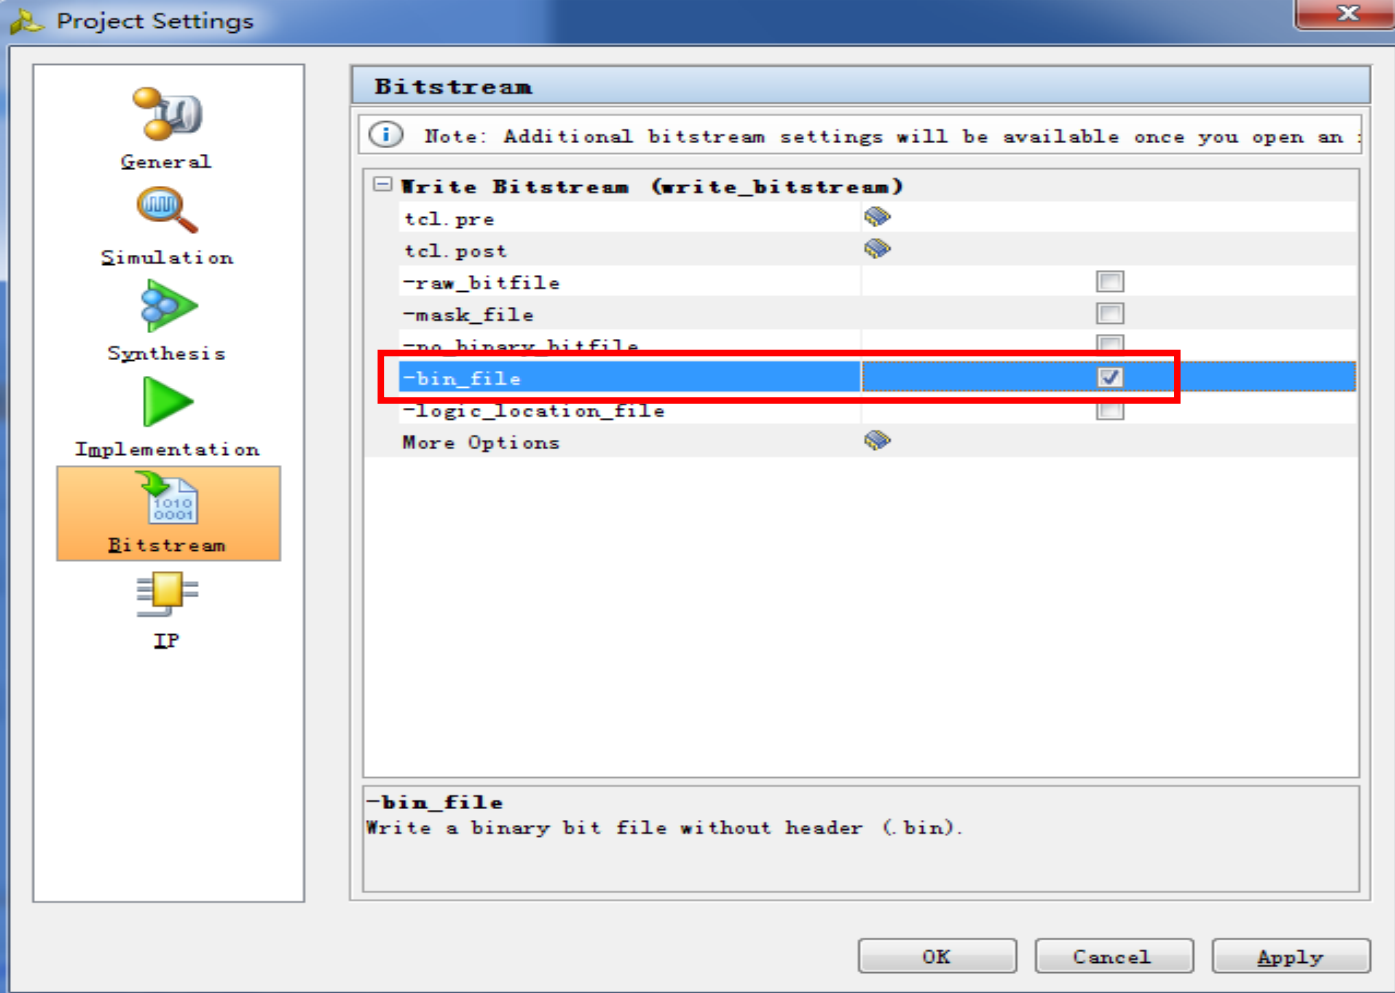 Project Settings
General
Simulation
Synthesis
Implementation
1010
0001
Bitstream
IP
Bitstream
Note: Additional bitstream settings will be available once you open an
Write Bitstream (write_bitstream)
tcl.pre
tcl.post
-raw_bitfile
-mask_file
-no_binary_bitfile
-bin_file
-logic_location_file
More Options
-bin_file
Write a binary bit file without header (.bin).
OK
Cancel
Apply